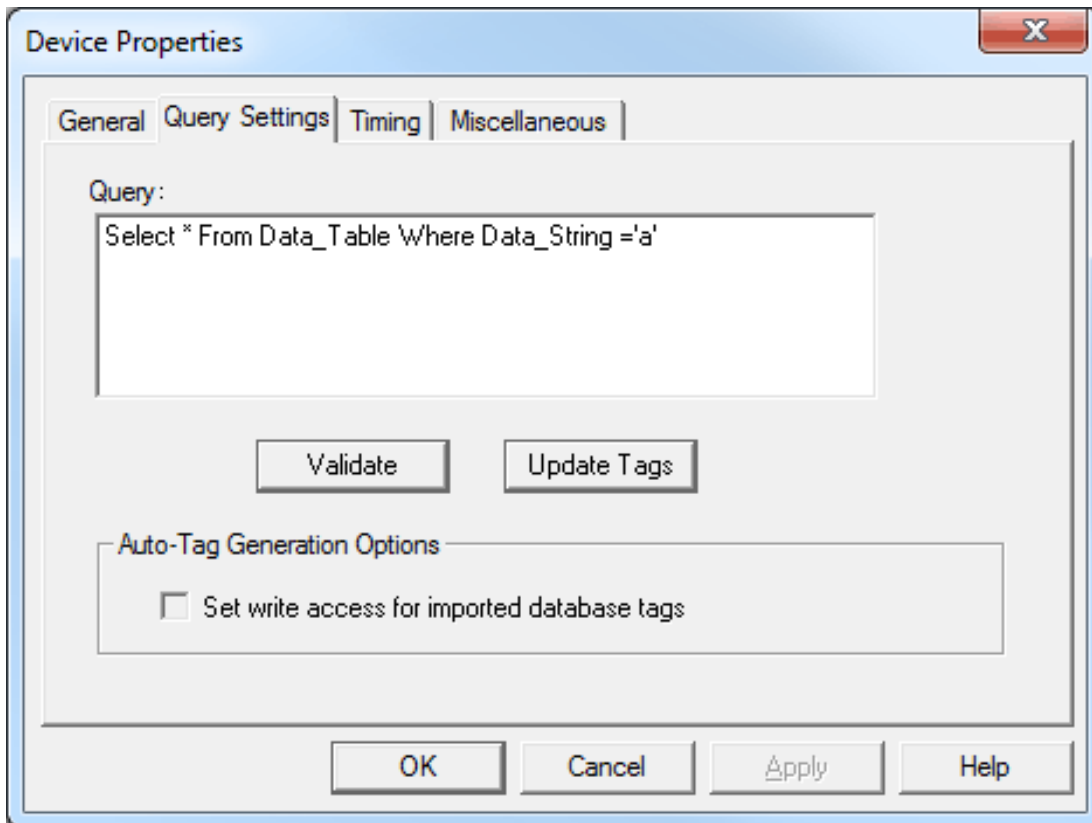 Device Properties
X
General Query Settings Timing Miscellaneous
Query:
Select * From Data_Table Where Data_String ='a'
Validate Update Tags
Auto-Tag Generation Options
Set write access for imported database tags
OK Cancel Apply Help